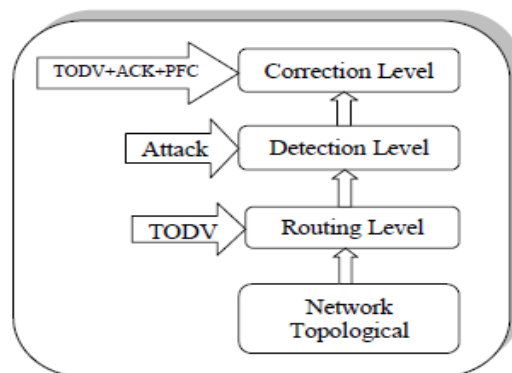 TODV+ACK+PFC
Correction Level
Attack
Detection Level
TODV
Routing Level
Network
Topological